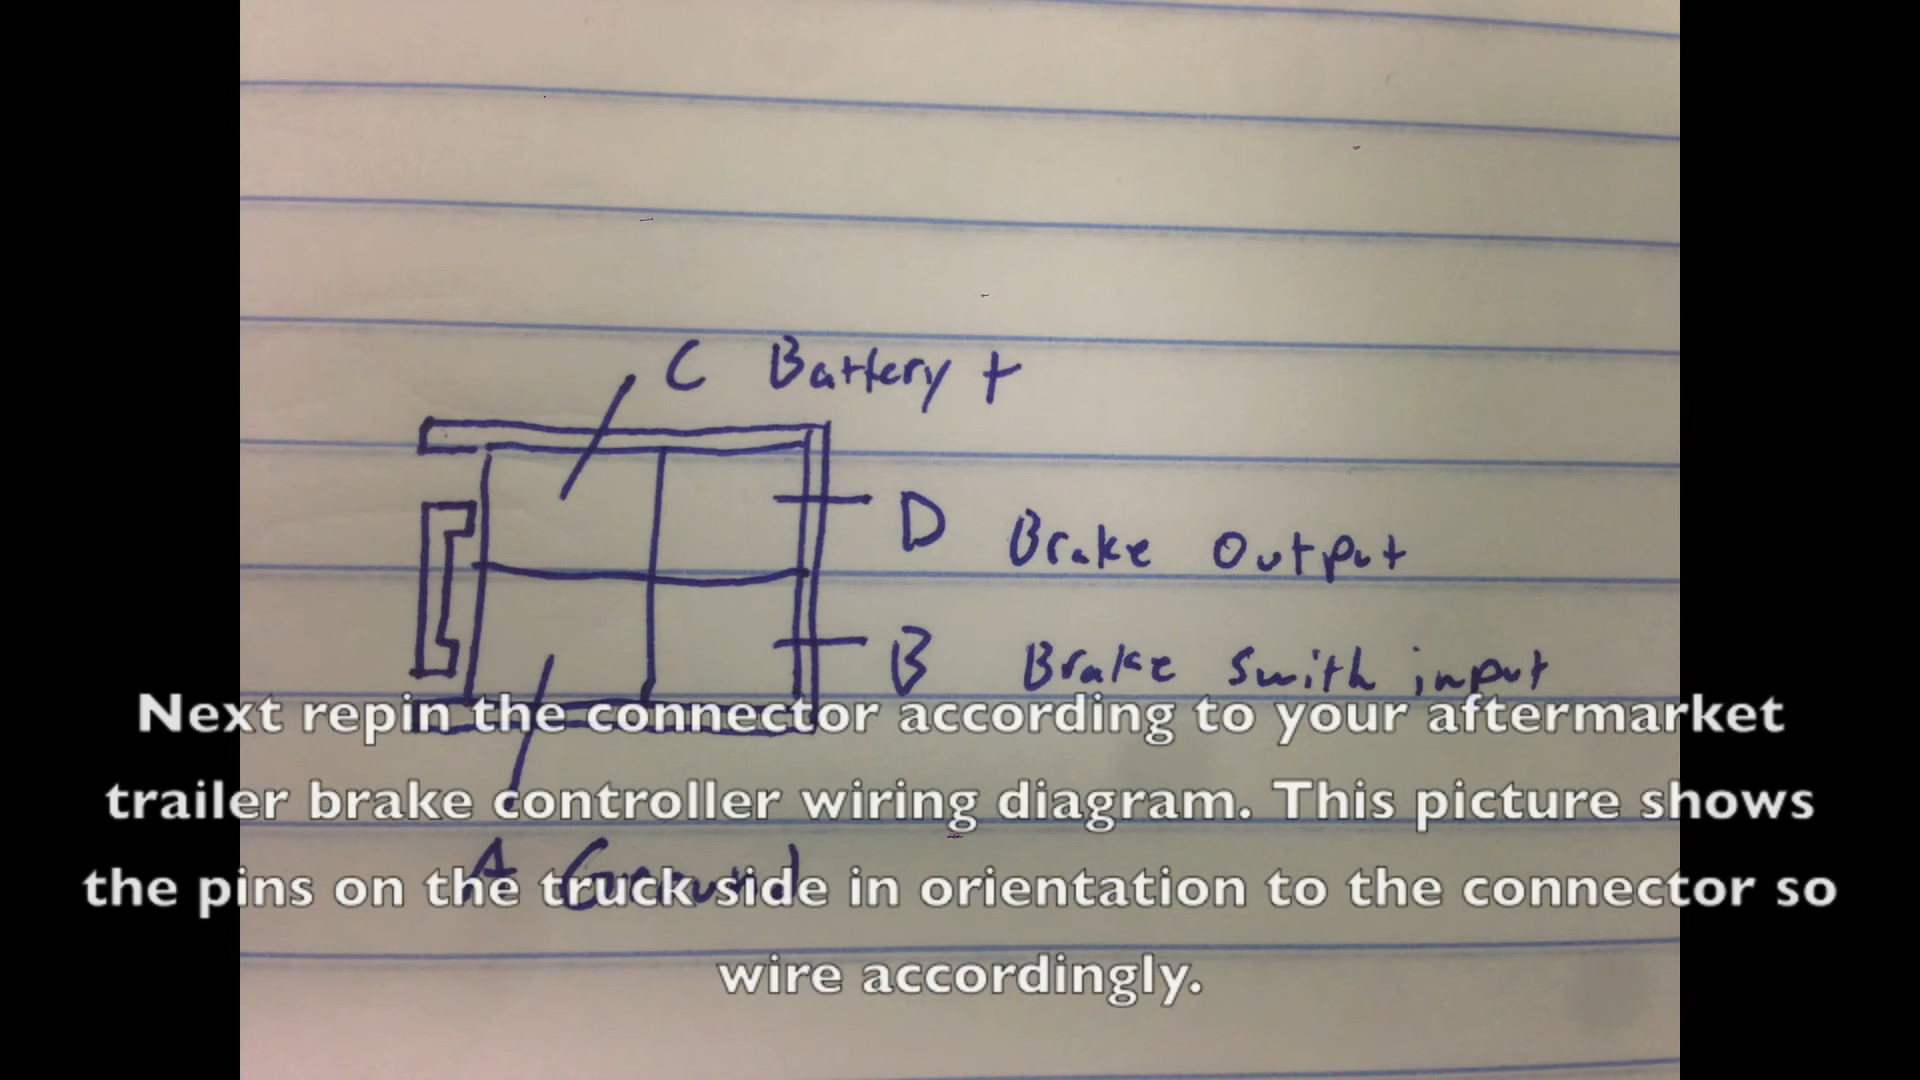 C Battery +
D Brake Output
B Brake Swith input
A Ground
Next repin the connector according to your aftermarket
trailer brake controller wiring diagram. This picture shows
the pins on the truck side in orientation to the connector so
wire accordingly.